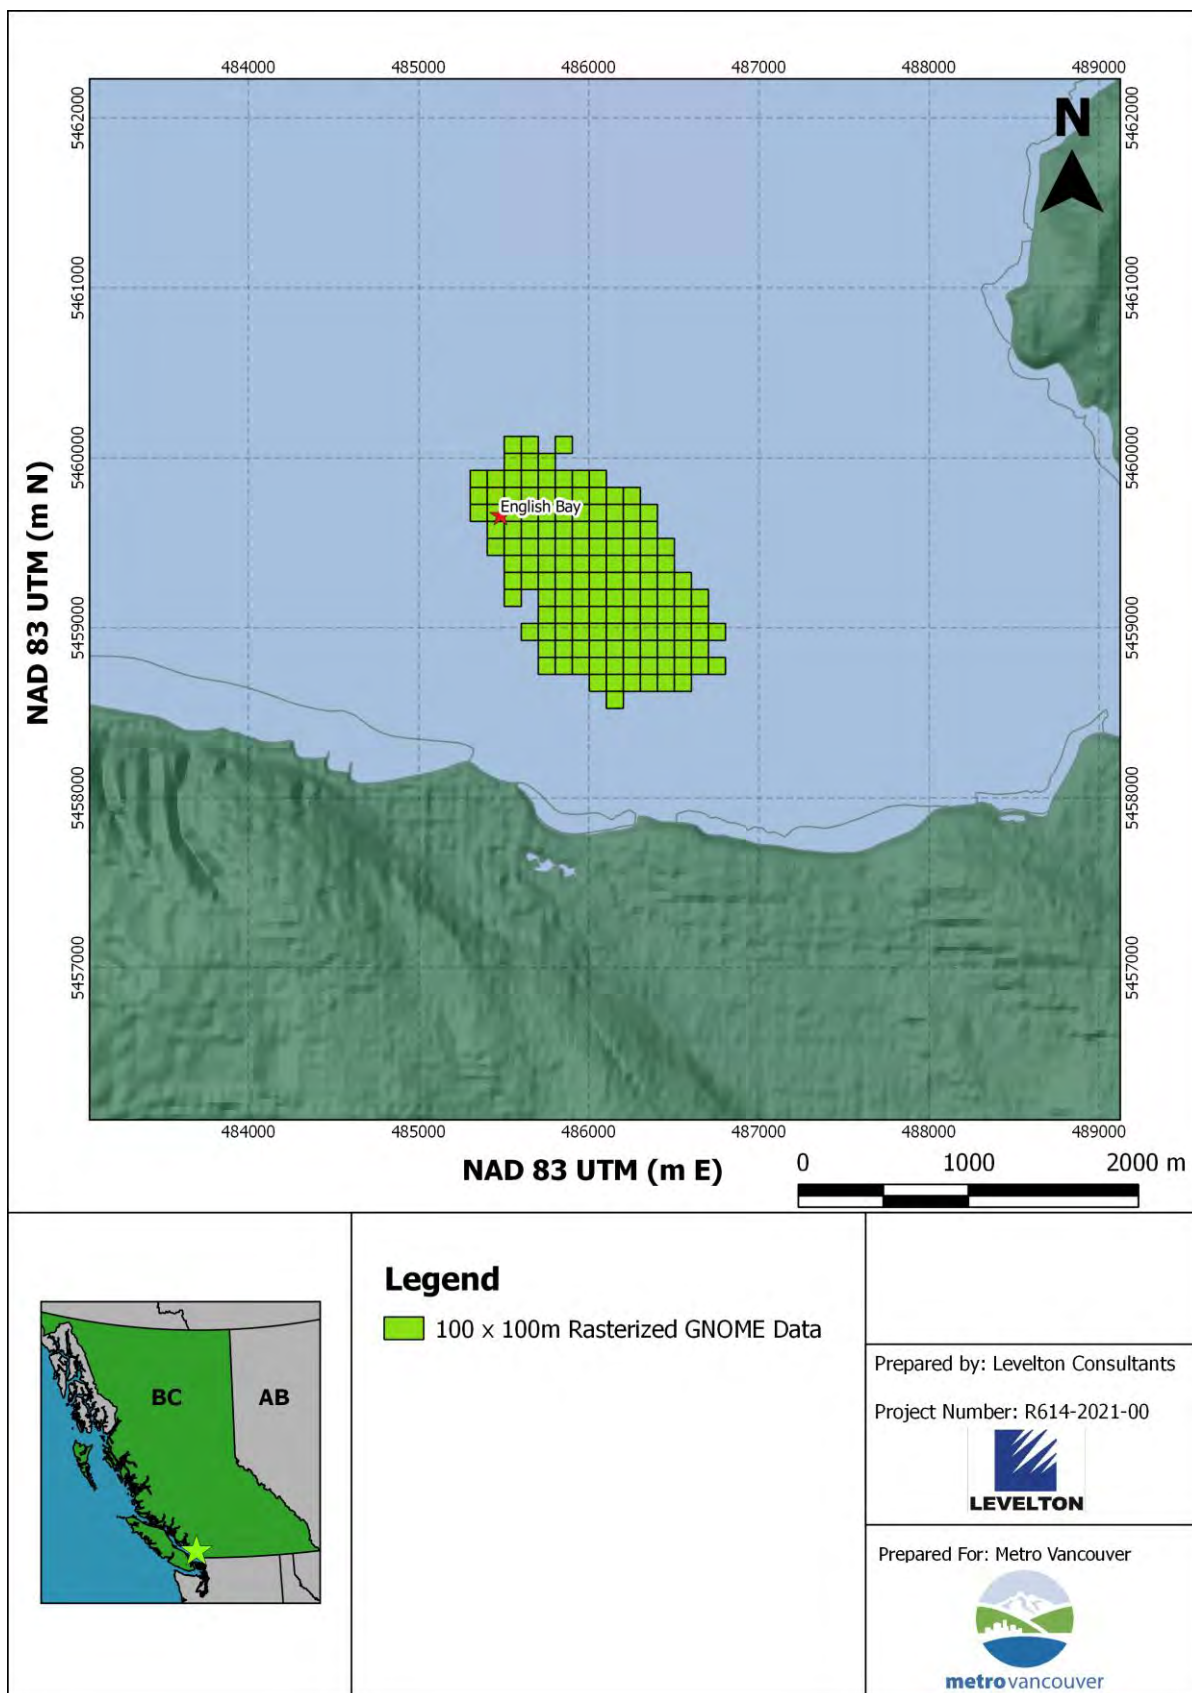 484000 485000 486000 487000 488000 489000
5462000
5461000
5460000
5459000
5458000
5457000
5462000
5461000
5460000
5459000
5458000
5457000
N
English Bay
NAD 83 UTM (m N)
484000 485000 486000 487000 488000 489000
NAD 83 UTM (m E)
0 1000 2000 m
BC
AB
Legend
100 x 100m Rasterized GNOME Data
Prepared by: Levelton Consultants
Project Number: R614-2021-00
LEVELTON
Prepared For: Metro Vancouver
metrovancouver